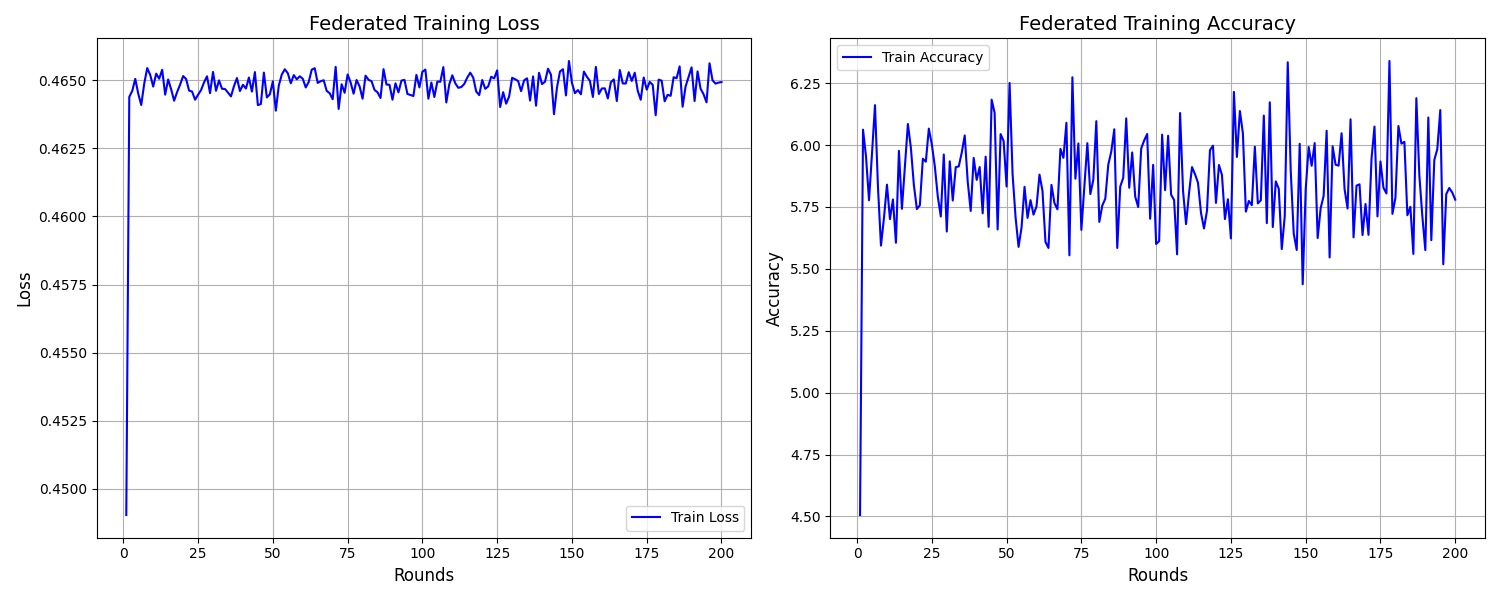 Federated Training Loss
0.4650
0.4625
0.4600
0.4575
0.4550
0.4525
0.4500
Loss
0 25 50 75 100 125 150 175 200
Rounds
Train Loss
Federated Training Accuracy
Train Accuracy
6.25
6.00
5.75
5.50
5.25
5.00
4.75
4.50
Accuracy
0 25 50 75 100 125 150 175 200
Rounds